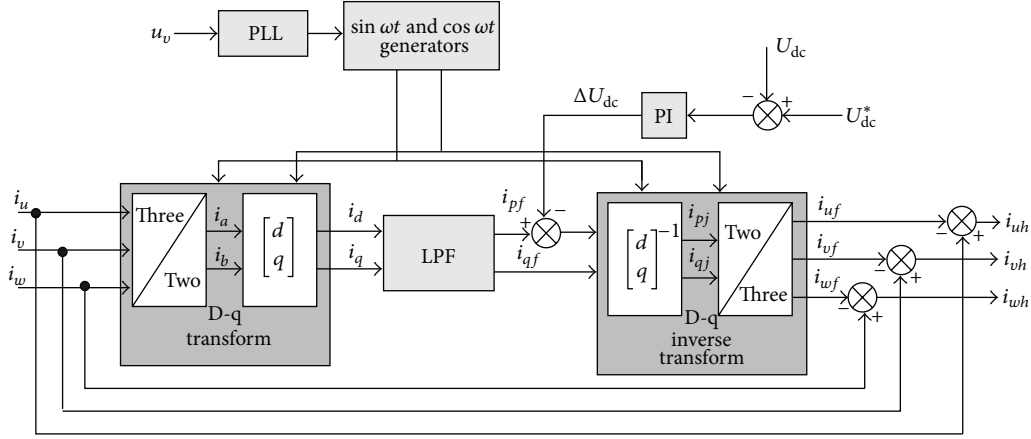 u_v
PLL
sin ωt and cos ωt
generators
U_dc
ΔU_dc
PI
−
+
U*_dc
i_u
i_v
i_w
Three
Two
i_a
i_b
[d q]
D-q
transform
i_d
i_q
LPF
i_pf
i_qf
+
−
[d q]^−1
i_pj
i_qj
Two
Three
D-q
inverse
transform
i_uf
i_vf
i_wf
−
+
−
+
−
+
i_uh
i_vh
i_wh